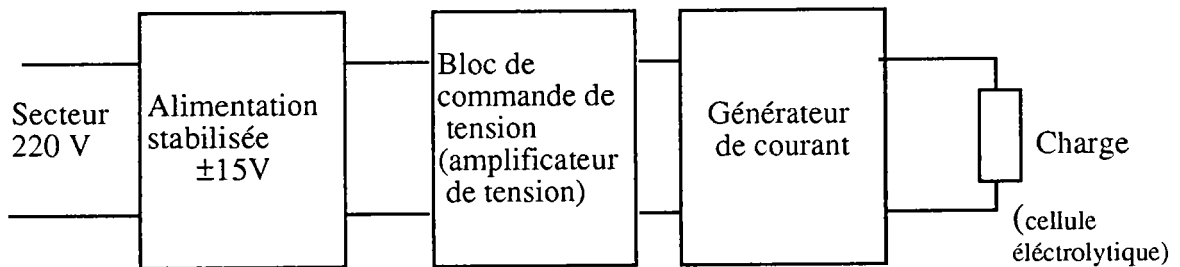 Secteur
220 V
Alimentation
stabilisée
±15V
Bloc de
commande de
tension
(amplificateur
de tension)
Générateur
de courant
Charge
(cellule
éléctrolytique)